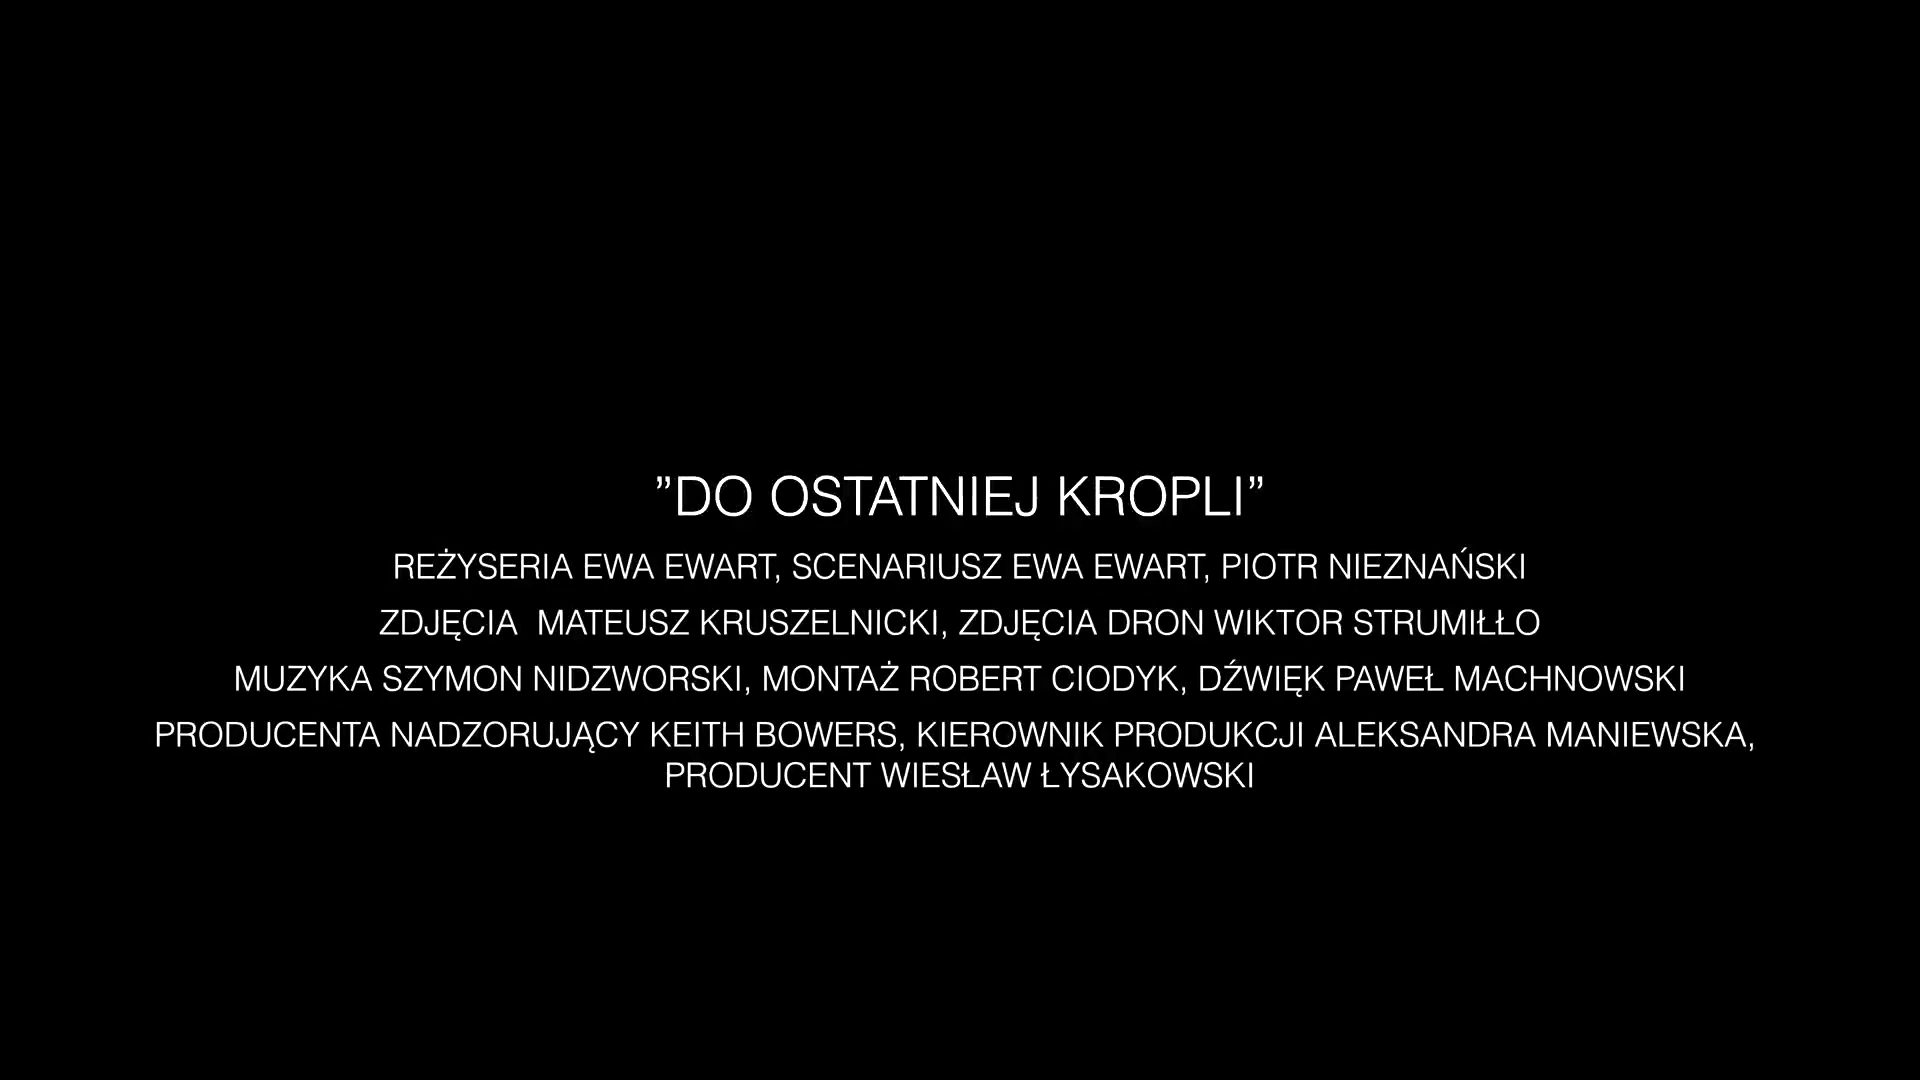 ”DO OSTATNIEJ KROPLI”
REŻYSERIA EWA EWART, SCENARIUSZ EWA EWART, PIOTR NIEZNAŃSKI
ZDJĘCIA  MATEUSZ KRUSZELNICKI, ZDJĘCIA DRON WIKTOR STRUMIŁŁO
MUZYKA SZYMON NIDZWORSKI, MONTAŻ ROBERT CIODYK, DŹWIĘK PAWEŁ MACHNOWSKI
PRODUCENTA NADZORUJĄCY KEITH BOWERS, KIEROWNIK PRODUKCJI ALEKSANDRA MANIEWSKA,
PRODUCENT WIESŁAW ŁYSAKOWSKI